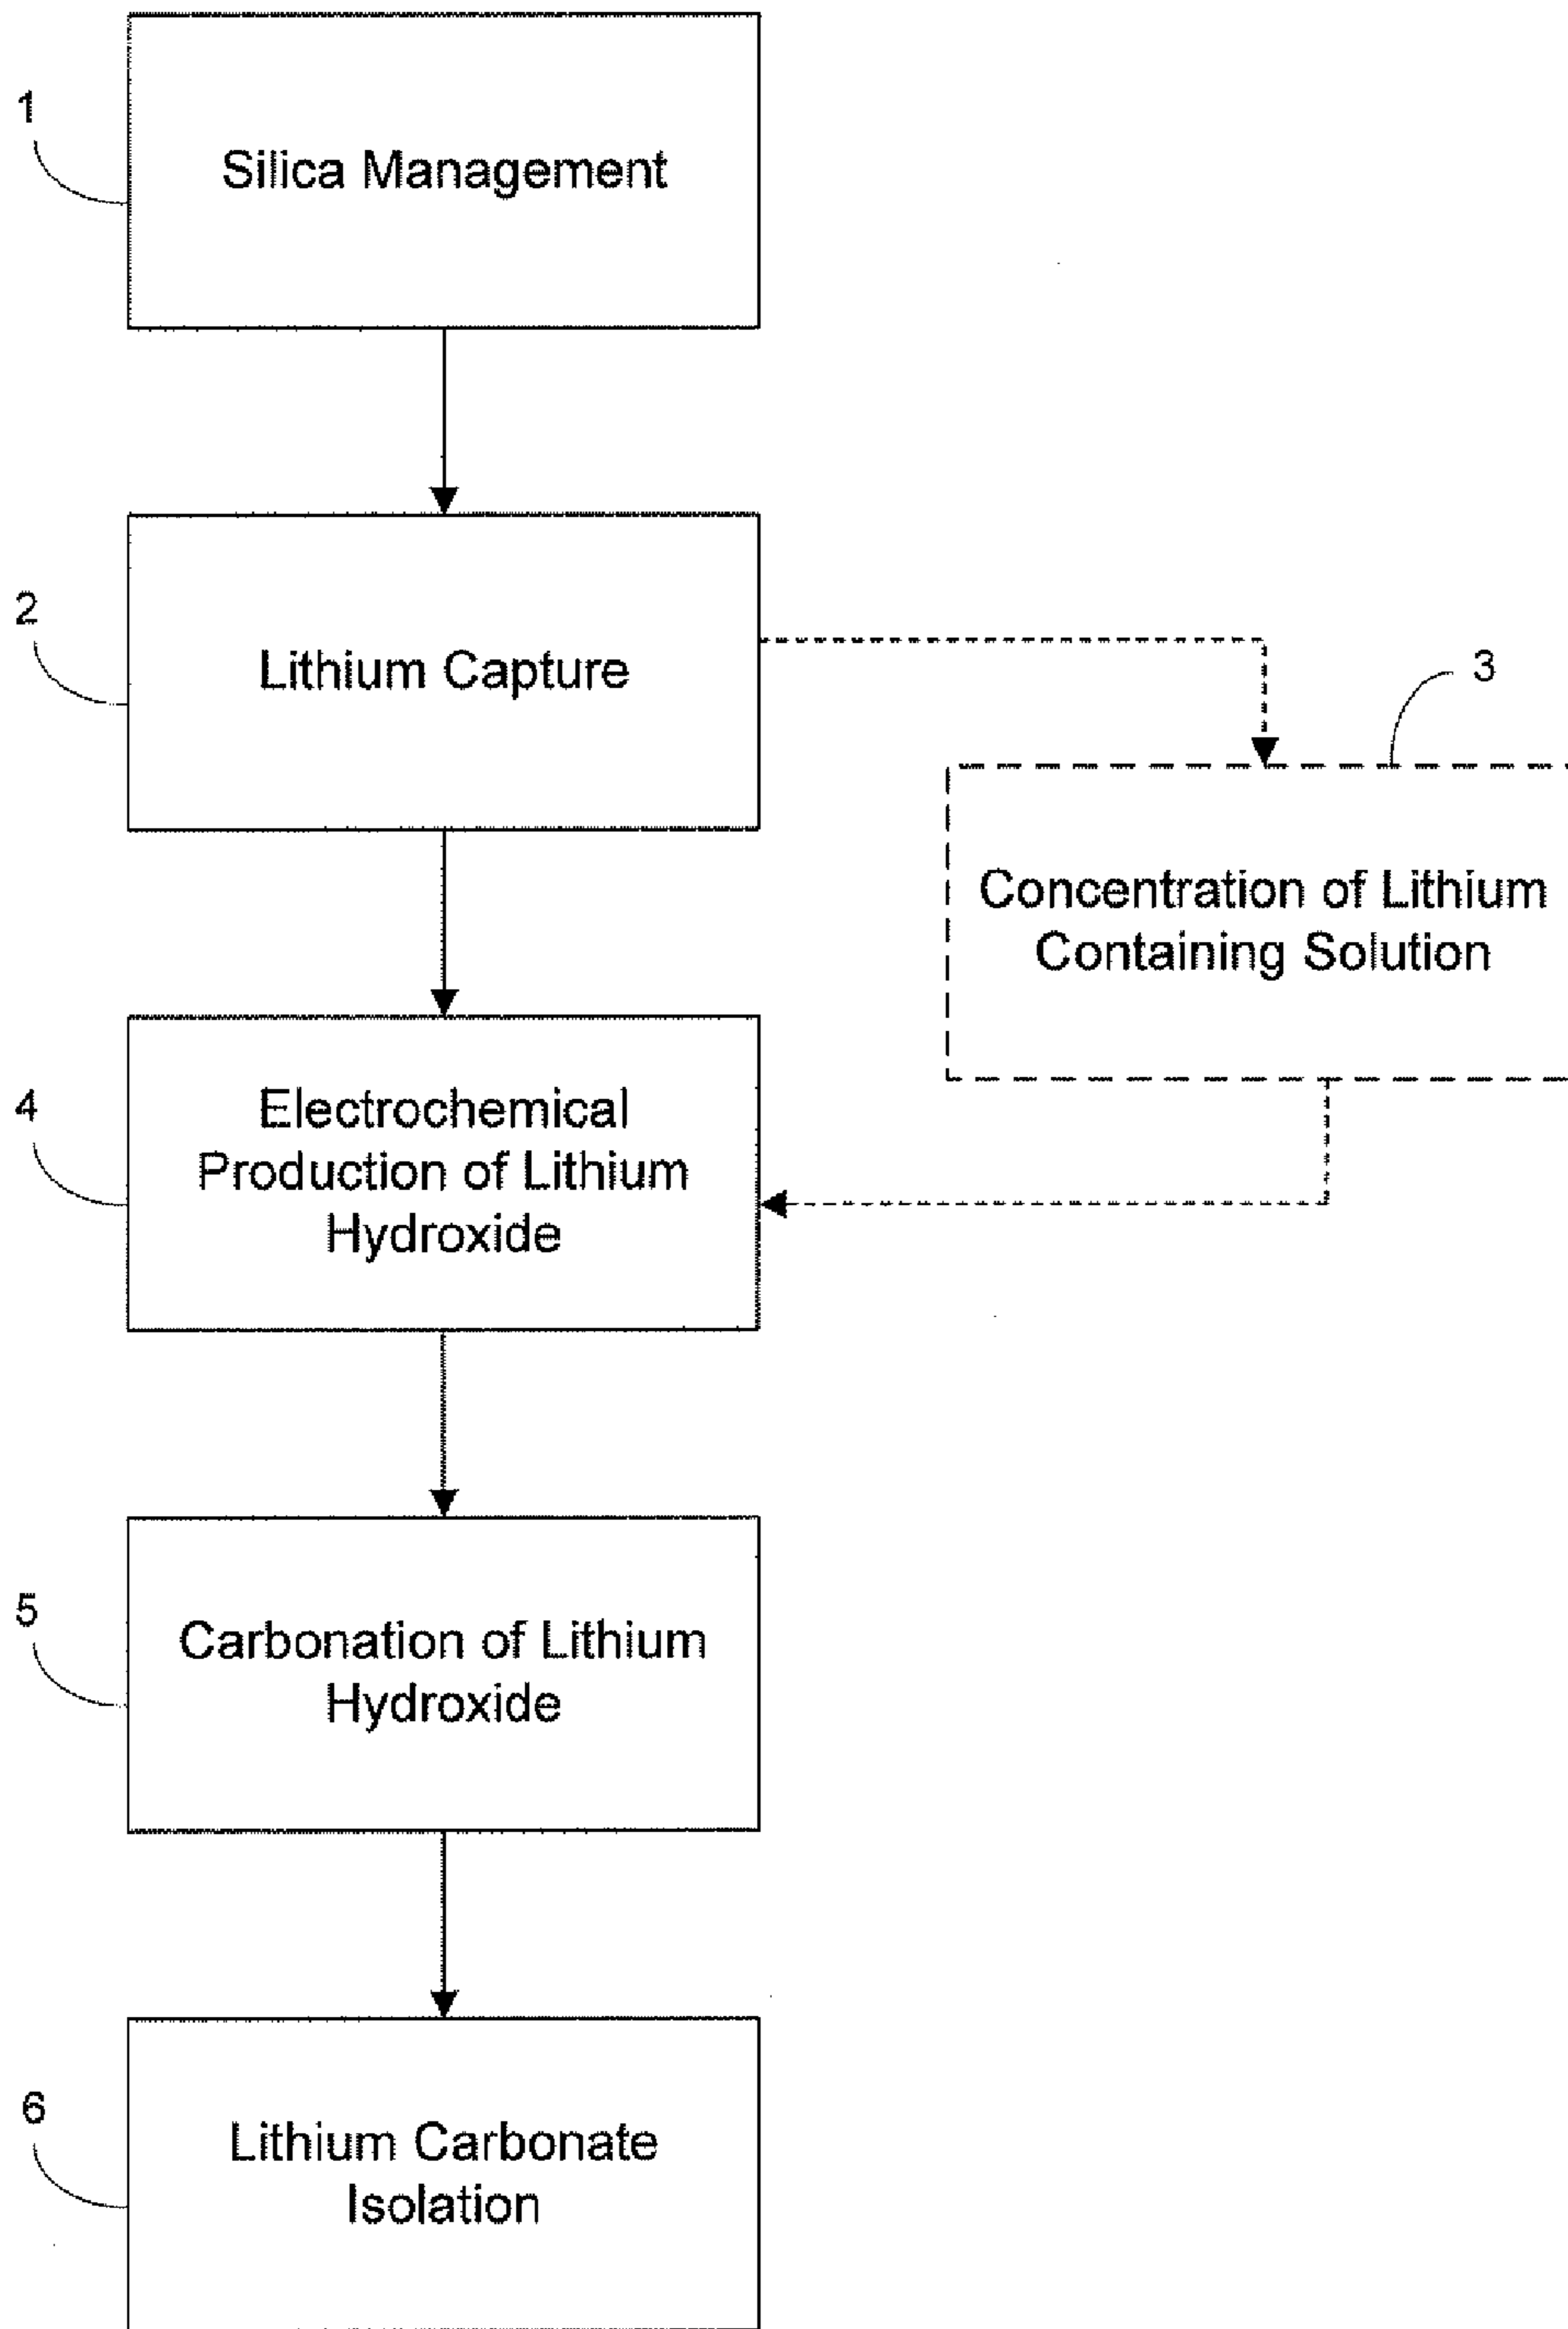 1
Silica Management
2
Lithium Capture
3
Concentration of Lithium
Containing Solution
4
Electrochemical
Production of Lithium
Hydroxide
5
Carbonation of Lithium
Hydroxide
6
Lithium Carbonate
Isolation